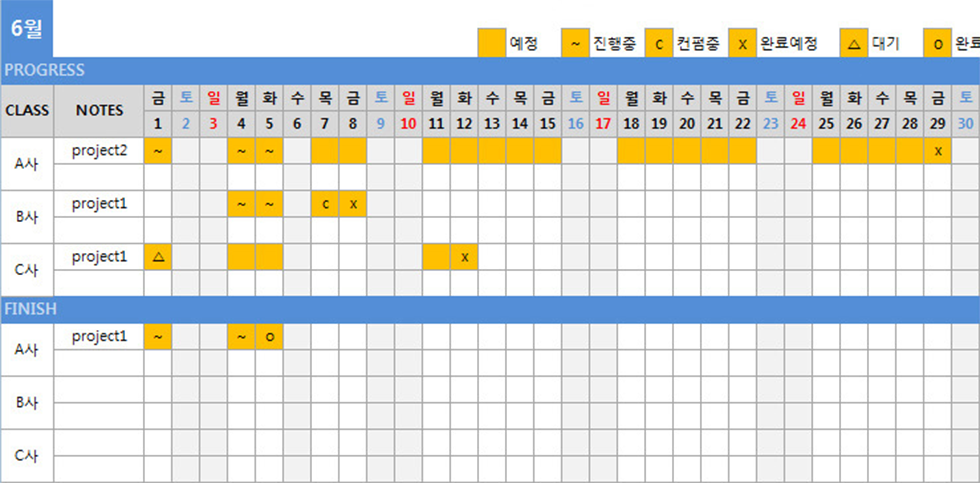 6월
예정 ~ 진행중 c 컨펌중 x 완료예정 △ 대기 o 완료
PROGRESS
CLASS NOTES 금 토 일 월 화 수 목 금 토 일 월 화 수 목 금 토 일 월 화 수 목 금 토 일 월 화 수 목 금 토
1 2 3 4 5 6 7 8 9 10 11 12 13 14 15 16 17 18 19 20 21 22 23 24 25 26 27 28 29 30
A사 project2 ~ ~ ~ x
B사 project1 ~ ~ c x
C사 project1 △ x
FINISH
A사 project1 ~ ~ o
B사
C사